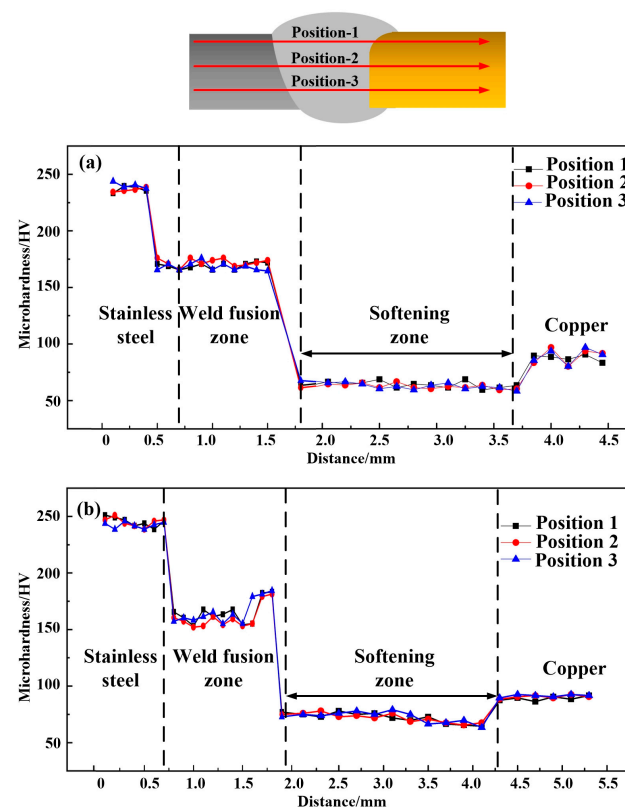 Position-1
Position-2
Position-3
(a)
Position 1
Position 2
Position 3
Microhardness/HV
250
200
150
100
50
Stainless steel
Weld fusion zone
Softening zone
Copper
0 0.5 1.0 1.5 2.0 2.5 3.0 3.5 4.0 4.5
Distance/mm
(b)
Position 1
Position 2
Position 3
Microhardness/HV
250
200
150
100
50
Stainless steel
Weld fusion zone
Softening zone
Copper
0 0.5 1.0 1.5 2.0 2.5 3.0 3.5 4.0 4.5 5.0 5.5
Distance/mm